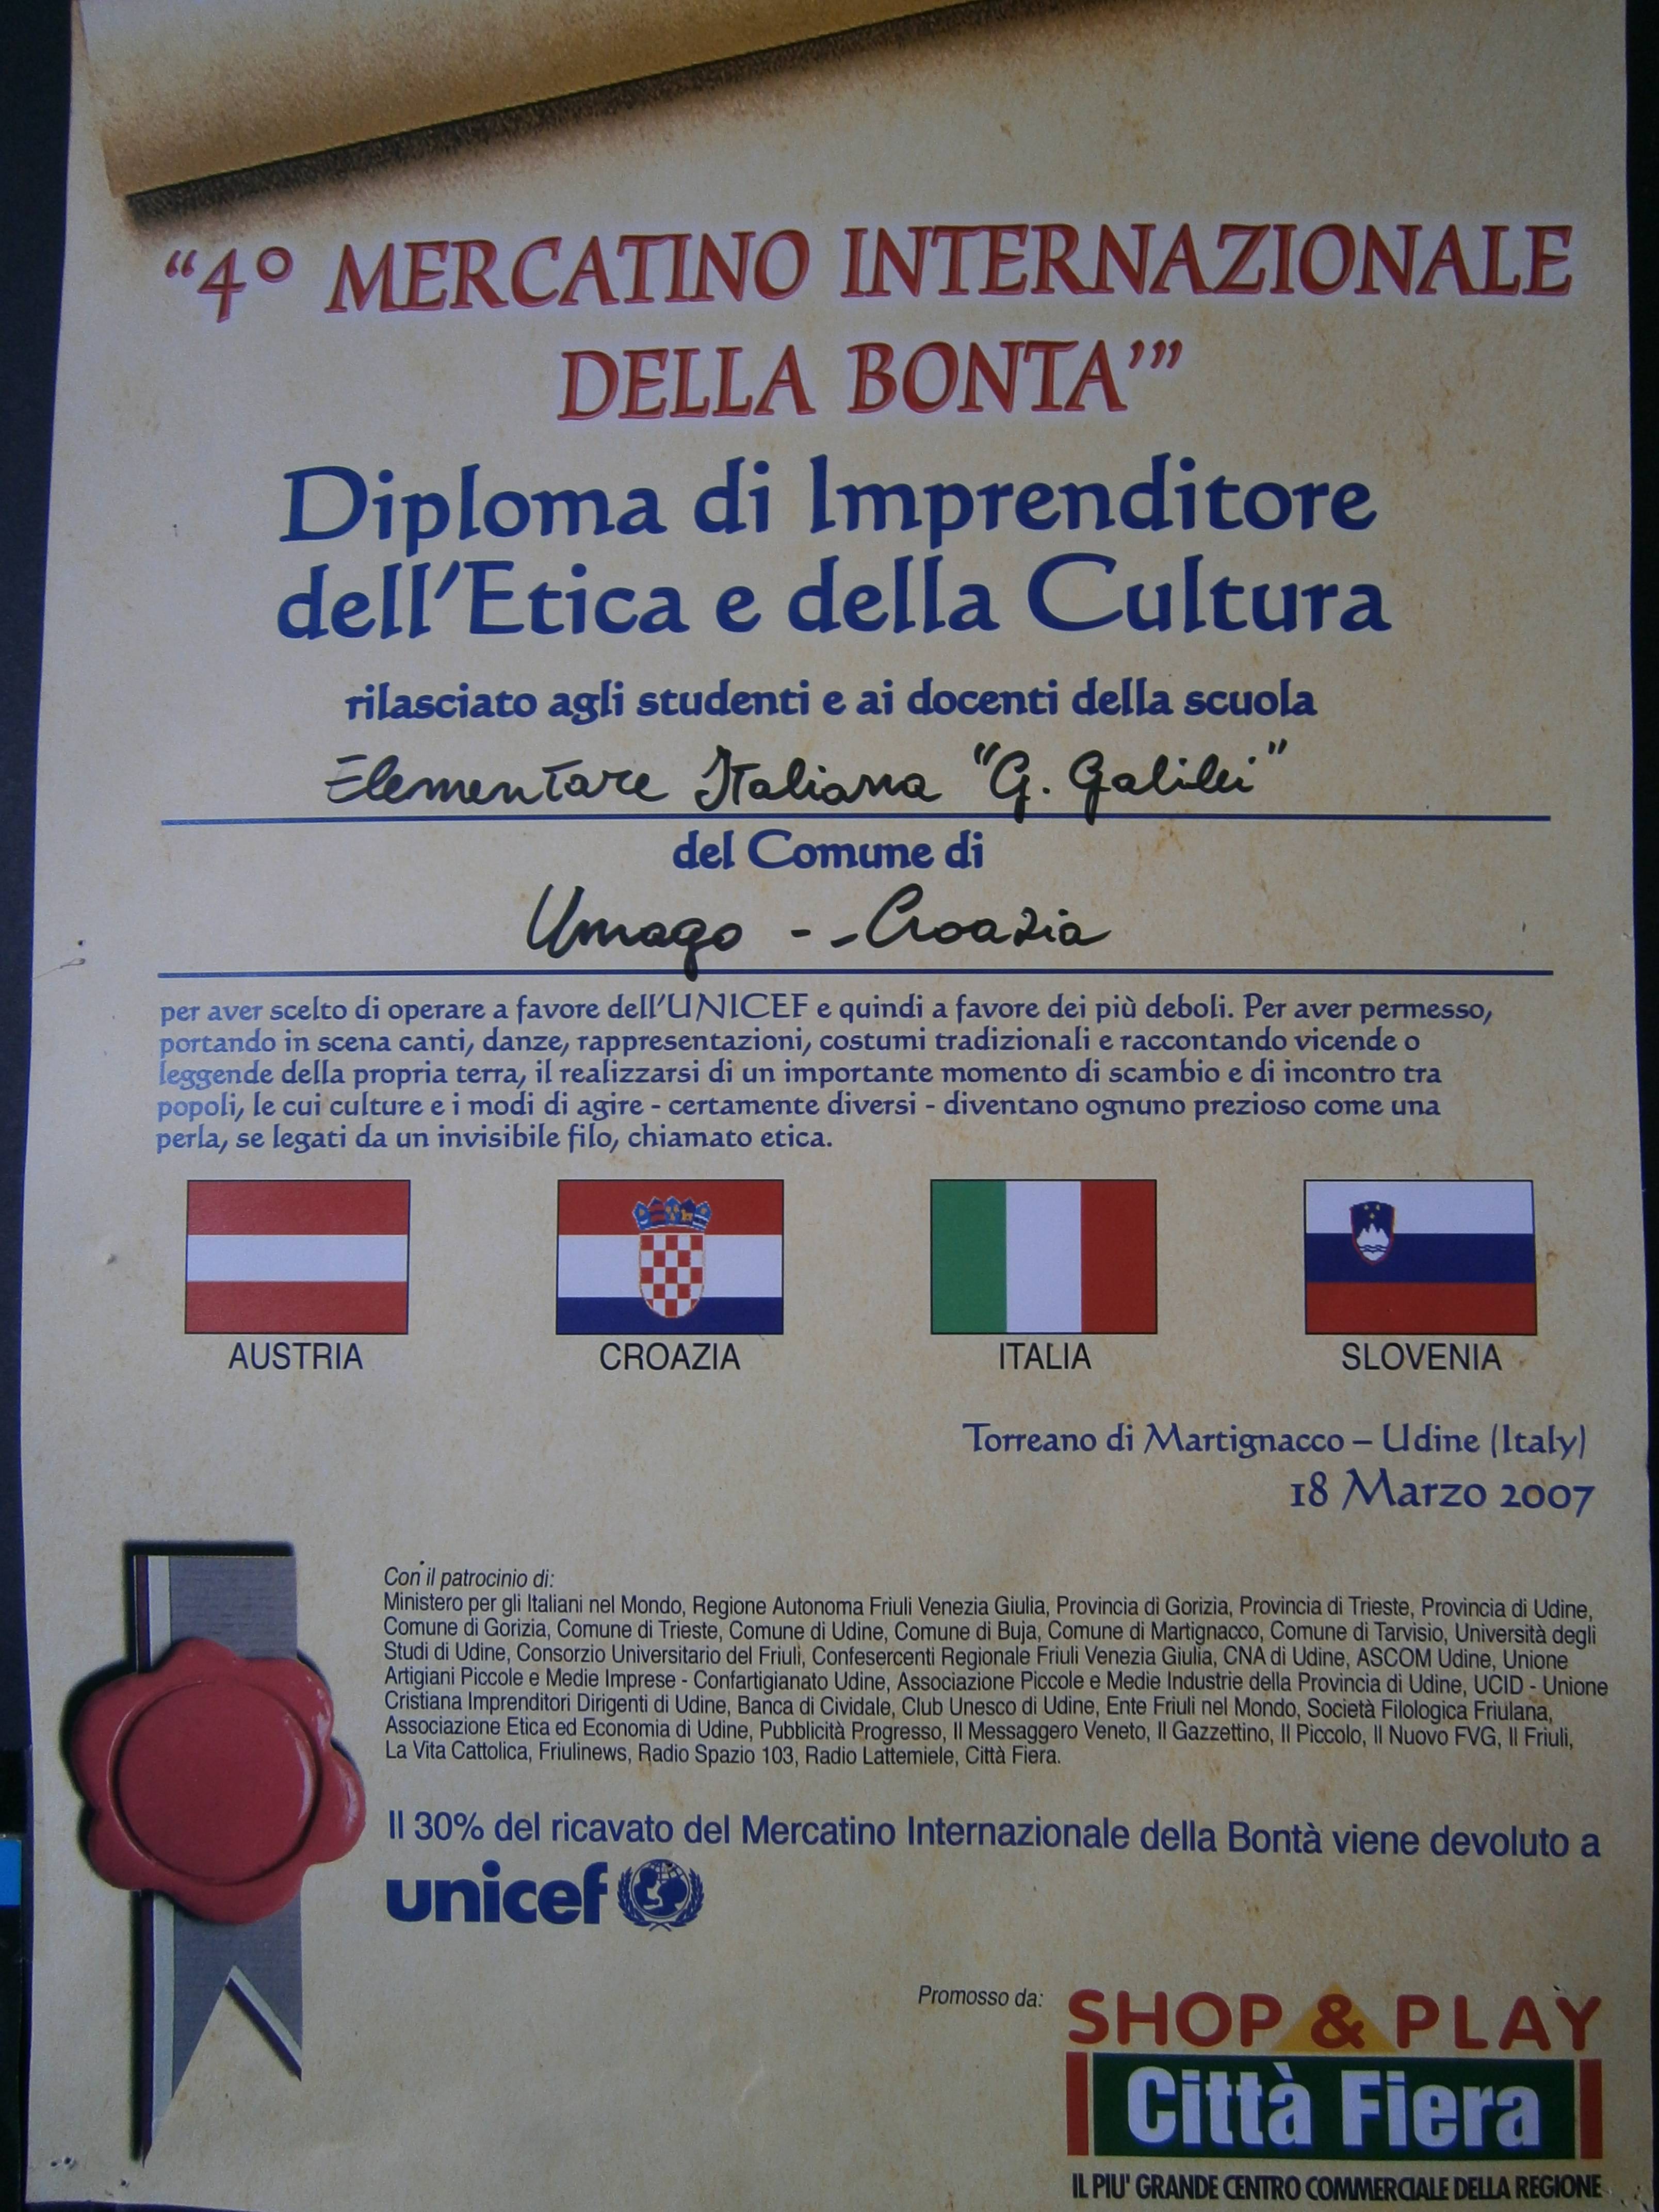 “4° MERCATINO INTERNAZIONALE
DELLA BONTA’”
Diploma di Imprenditore
dell’Etica e della Cultura
rilasciato agli studenti e ai docenti della scuola
Elementare Italiana “G. Galilei”
del Comune di
Umago - - Croazia
per aver scelto di operare a favore dell’UNICEF e quindi a favore dei più deboli. Per aver permesso,
portando in scena canti, danze, rappresentazioni, costumi tradizionali e raccontando vicende o
leggende della propria terra, il realizzarsi di un importante momento di scambio e di incontro tra
popoli, le cui culture e i modi di agire - certamente diversi - diventano ognuno prezioso come una
perla, se legati da un invisibile filo, chiamato etica.
AUSTRIA CROAZIA ITALIA SLOVENIA
Torreano di Martignacco – Udine (Italy)
18 Marzo 2007
Con il patrocinio di:
Ministero per gli Italiani nel Mondo, Regione Autonoma Friuli Venezia Giulia, Provincia di Gorizia, Provincia di Trieste, Provincia di Udine,
Comune di Gorizia, Comune di Trieste, Comune di Udine, Comune di Buja, Comune di Martignacco, Comune di Tarvisio, Università degli
Studi di Udine, Consorzio Universitario del Friuli, Confesercenti Regionale Friuli Venezia Giulia, CNA di Udine, ASCOM Udine, Unione
Artigiani Piccole e Medie Imprese - Confartigianato Udine, Associazione Piccole e Medie Industrie della Provincia di Udine, UCID - Unione
Cristiana Imprenditori Dirigenti di Udine, Banca di Cividale, Club Unesco di Udine, Ente Friuli nel Mondo, Società Filologica Friulana,
Associazione Etica ed Economia di Udine, Pubblicità Progresso, Il Messaggero Veneto, Il Gazzettino, Il Piccolo, Il Nuovo FVG, Il Friuli,
La Vita Cattolica, Friulinews, Radio Spazio 103, Radio Lattemiele, Città Fiera.
Il 30% del ricavato del Mercatino Internazionale della Bontà viene devoluto a
unicef
Promosso da:
SHOP & PLAY
Città Fiera
IL PIU' GRANDE CENTRO COMMERCIALE DELLA REGIONE